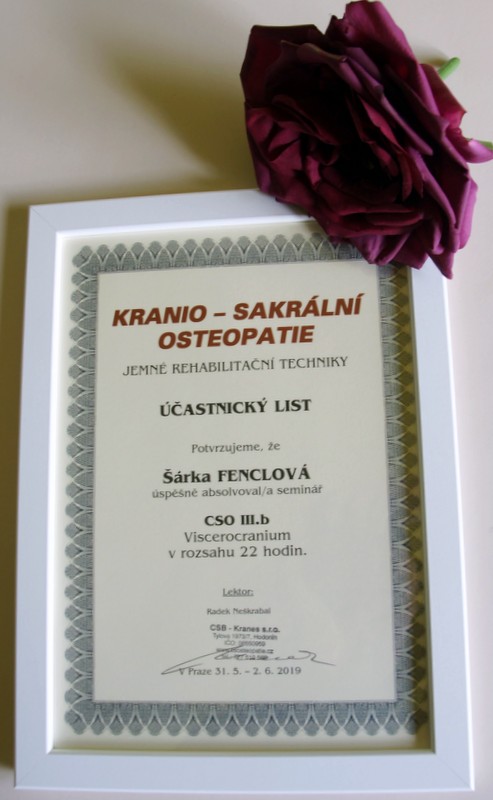 KRANIO – SAKRÁLNÍ
OSTEOPATIE
JEMNÉ REHABILITAČNÍ TECHNIKY
ÚČASTNICKÝ LIST
Potvrzujeme, že
Šárka FENCLOVÁ
úspěšně absolvoval/a seminář
CSO III.b
Viscerocranium
v rozsahu 22 hodin.
Lektor:
Radek Neškrabal
CSB - Kranes s.r.o.
V Praze 31. 5. – 2. 6. 2019